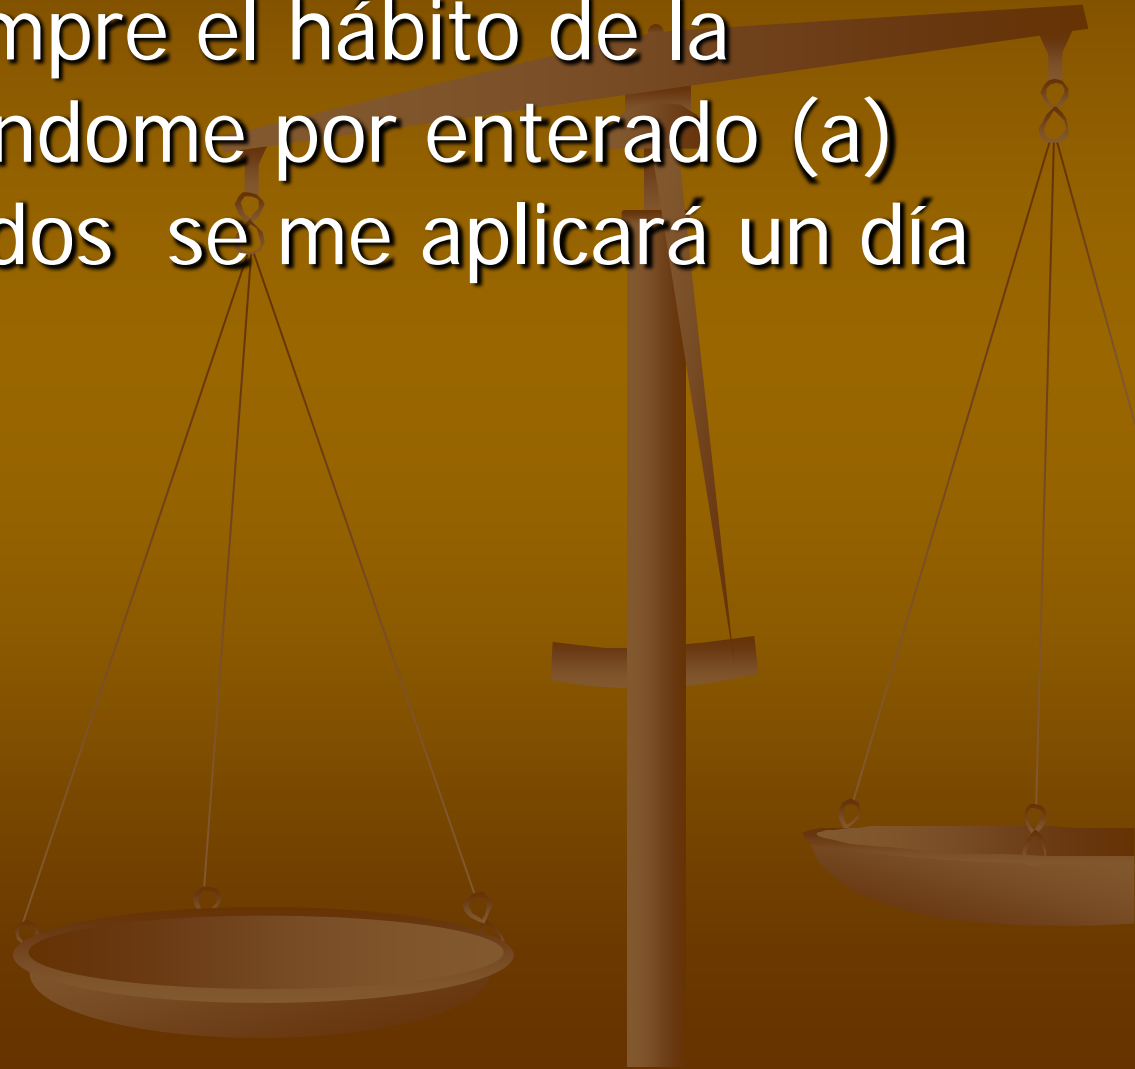 mpre el hábito de la
ndome por enterado (a)
dos se me aplicará un día